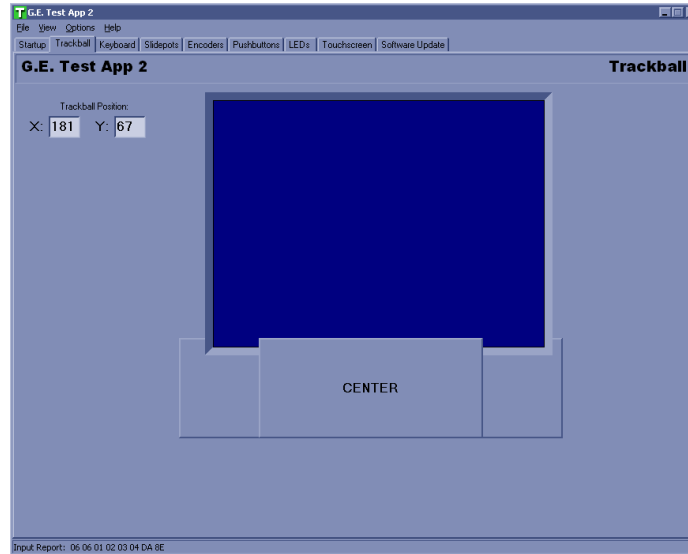 T G.E. Test App 2
File View Options Help
Startup Trackball Keyboard Slidepots Encoders Pushbuttons LEDs Touchscreen Software Update
G.E. Test App 2 Trackball
Trackball Position:
X: 181 Y: 67
CENTER
Input Report: 06 06 01 02 03 04 DA 8E